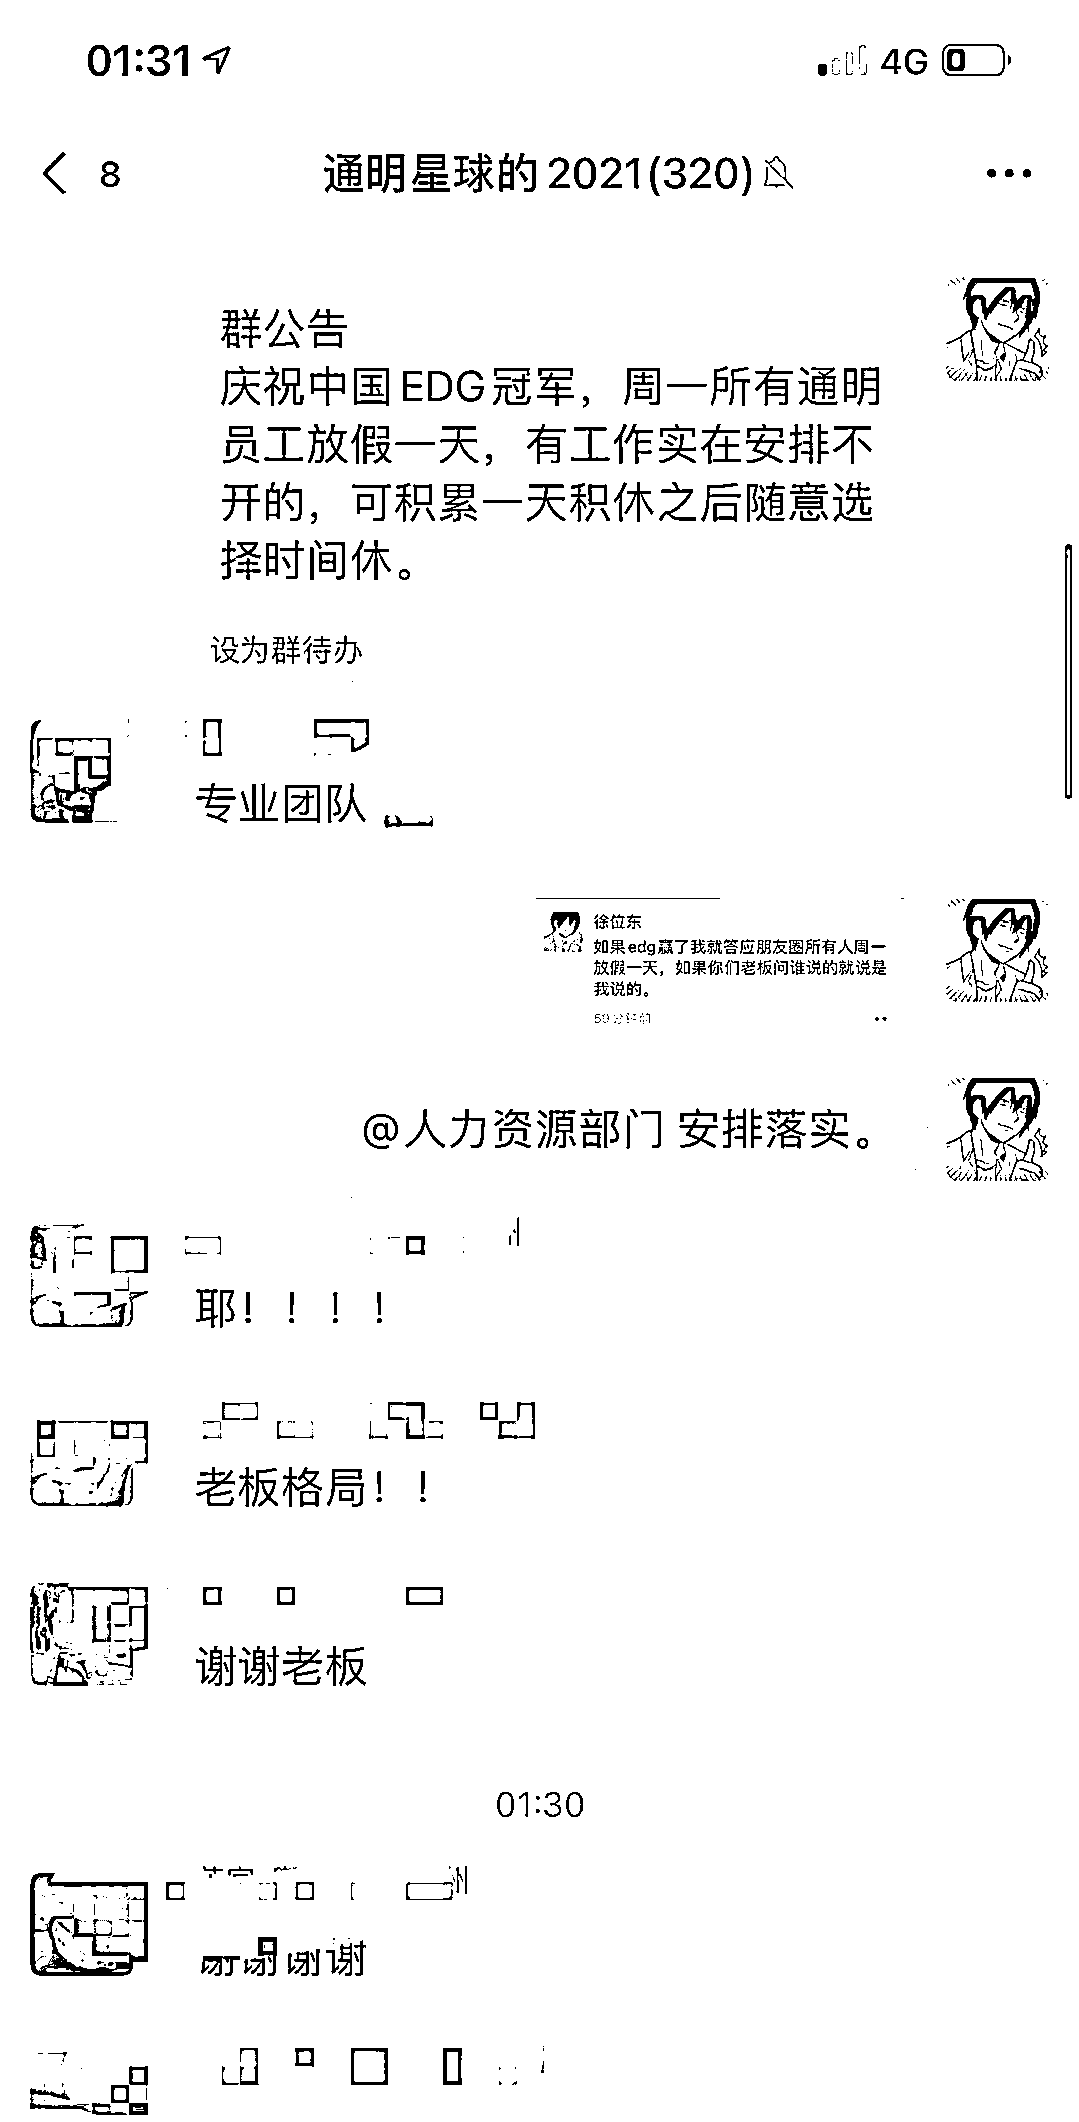 01:31
4G
8
通明星球的2021(320)
群公告
庆祝中国EDG冠军，周一所有通明
员工放假一天，有工作实在安排不
开的，可积累一天积休之后随意选
择时间休。
设为群待办
专业团队
徐位东
如果edg赢了我就答应朋友圈所有人周一
放假一天，如果你们老板问谁说的就说是
我说的。
@人力资源部门 安排落实。
耶！！！！
老板格局！！
谢谢老板
01:30
谢谢谢谢